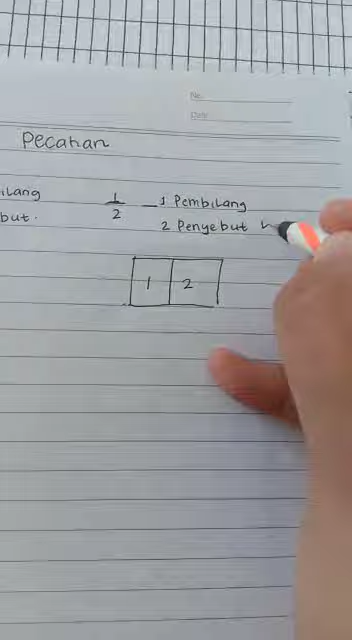 No.
Date
Pecahan
ilang
1
2
1 Pembilang
but.
2 Penyebut
1 2